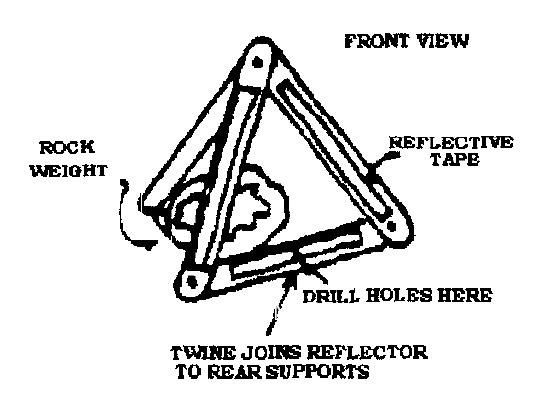 FRONT VIEW
ROCK
WEIGHT
REFLECTIVE
TAPE
DRILL HOLES HERE
TWINE JOINS REFLECTOR
TO REAR SUPPORTS